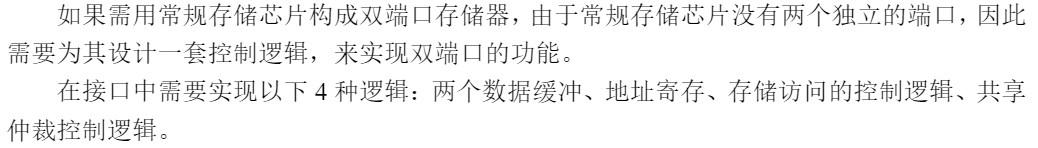 如果需用常规存储芯片构成双端口存储器，由于常规存储芯片没有两个独立的端口，因此
需要为其设计一套控制逻辑，来实现双端口的功能。
在接口中需要实现以下 4 种逻辑：两个数据缓冲、地址寄存、存储访问的控制逻辑、共享
仲裁控制逻辑。